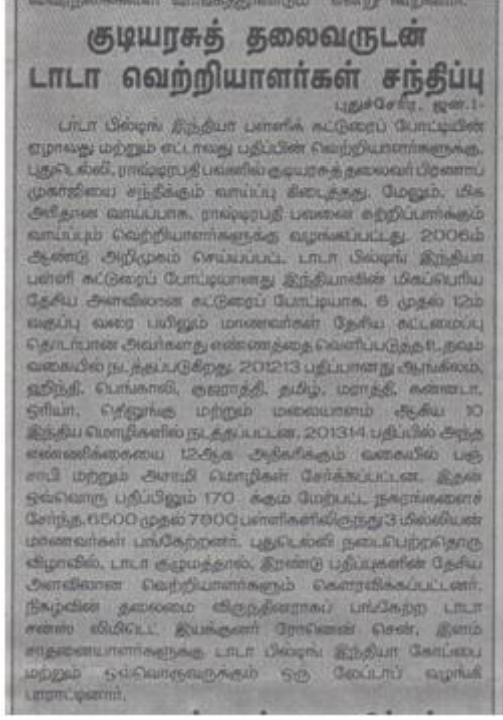 குடியரசுத் தலைவருடன்
டாடா வெற்றியாளர்கள் சந்திப்பு
புதுச்சேரி, ஜன.1-
டாடா பில்டிங் இந்தியா பள்ளிக் கட்டுரைப் போட்டியின்
ஏழாவது மற்றும் எட்டாவது பதிப்பின் வெற்றியாளர்களுக்கு,
புதுடெல்லி, ராஷ்டிரபதி பவனில் குடியரசுத் தலைவர் பிரணாப்
முகர்ஜியை சந்திக்கும் வாய்ப்பு கிடைத்தது. மேலும், மிக
அரிதான வாய்ப்பாக, ராஷ்டிரபதி பவனை சுற்றிப்பார்க்கும்
வாய்ப்பும் வெற்றியாளர்களுக்கு வழங்கப்பட்டது. 2006ம்
ஆண்டு அறிமுகம் செய்யப்பட்ட டாடா பில்டிங் இந்தியா
பள்ளி கட்டுரைப் போட்டியானது இந்தியாவின் மிகப்பெரிய
தேசிய அளவிலான கட்டுரைப் போட்டியாக, 6 முதல் 12ம்
வகுப்பு வரை பயிலும் மாணவர்கள் தேசிய கட்டமைப்பு
தொடர்பான அவர்களது எண்ணத்தை வெளிப்படுத்த உதவும்
வகையில் நடத்தப்படுகிறது. 201213 பதிப்பானது ஆங்கிலம்,
ஹிந்தி, பெங்காலி, குஜராத்தி, தமிழ், மராத்தி, கன்னடா,
ஒரியா, தெலுங்கு மற்றும் மலையாளம் ஆகிய 10
இந்திய மொழிகளில் நடத்தப்பட்டன. 201314 பதிப்பில் அந்த
எண்ணிக்கையை 12ஆக அதிகரிக்கும் வகையில் பஞ்
சாபி மற்றும் அசாமி மொழிகள் சேர்க்கப்பட்டன. இதன்
ஒவ்வொரு பதிப்பிலும் 170 க்கும் மேற்பட்ட நகரங்களைச்
சேர்ந்த, 6500 முதல் 7000 பள்ளிகளிலிருந்து 3 மில்லியன்
மாணவர்கள் பங்கேற்றனர். புதுடெல்லி நடைபெற்றதொரு
விழாவில், டாடா குழுமத்தால், இரண்டு பதிப்புகளின் தேசிய
அளவிலான வெற்றியாளர்களும் கௌரவிக்கப்பட்டனர்.
நிகழ்வின் தலைமை விருந்தினராகப் பங்கேற்ற டாடா
சன்ஸ் லிமிடெட் இயக்குனர் ரோனென் சென், இளம்
சாதனையாளர்களுக்கு டாடா பில்டிங் இந்தியா கோப்பை
மற்றும் ஒவ்வொருவருக்கும் ஒரு லேப்டாப் வழங்கி
பாராட்டினார்.